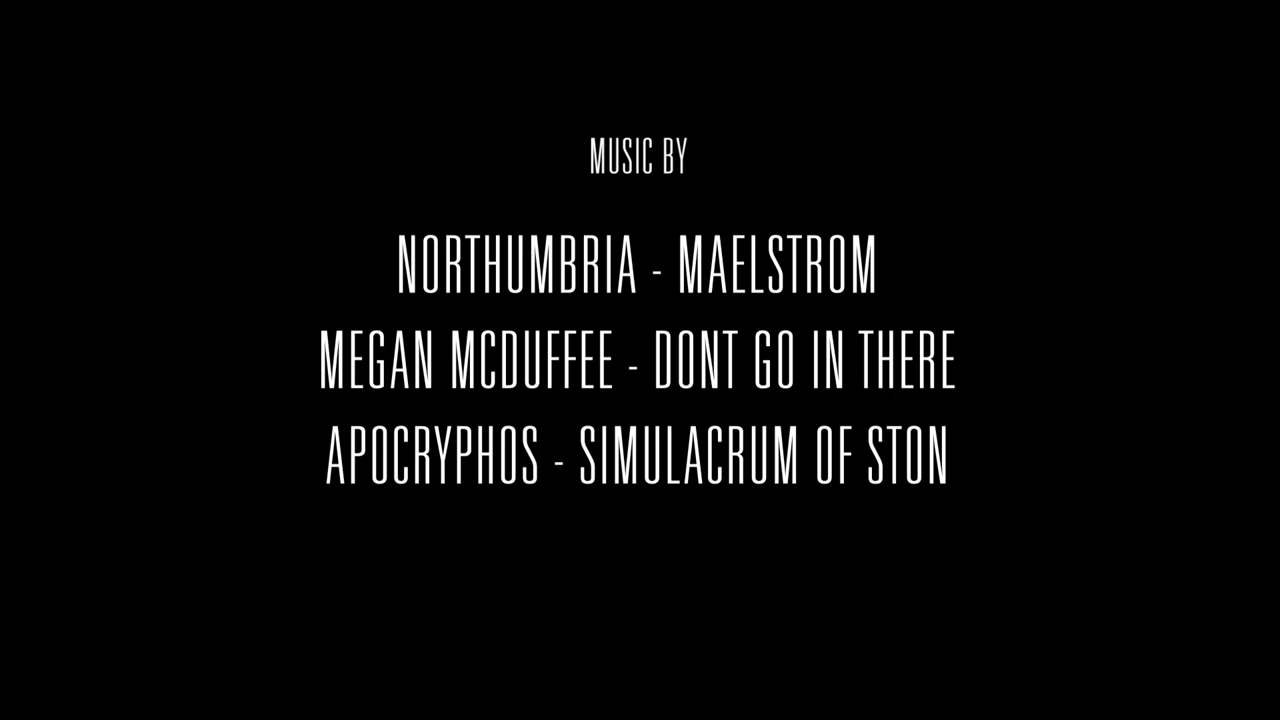 MUSIC BY
NORTHUMBRIA - MAELSTROM
MEGAN MCDUFFEE - DONT GO IN THERE
APOCRYPHOS - SIMULACRUM OF STON